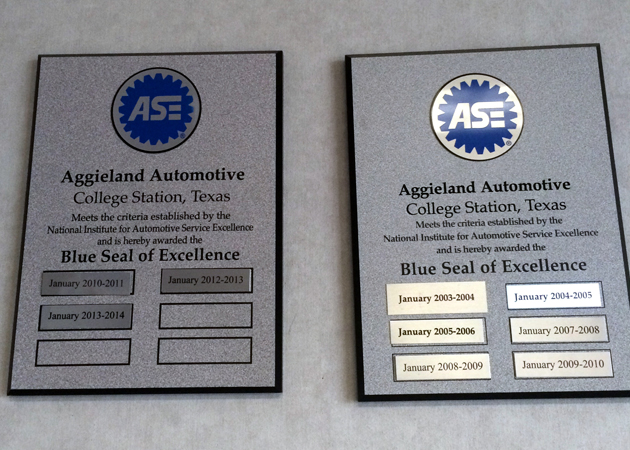 ASE
Aggieland Automotive
College Station, Texas
Meets the criteria established by the
National Institute for Automotive Service Excellence
and is hereby awarded the
Blue Seal of Excellence
January 2010-2011
January 2012-2013
January 2013-2014
ASE
®
Aggieland Automotive
College Station, Texas
Meets the criteria established by the
National Institute for Automotive Service Excellence
and is hereby awarded the
Blue Seal of Excellence
January 2003-2004
January 2004-2005
January 2005-2006
January 2007-2008
January 2008-2009
January 2009-2010